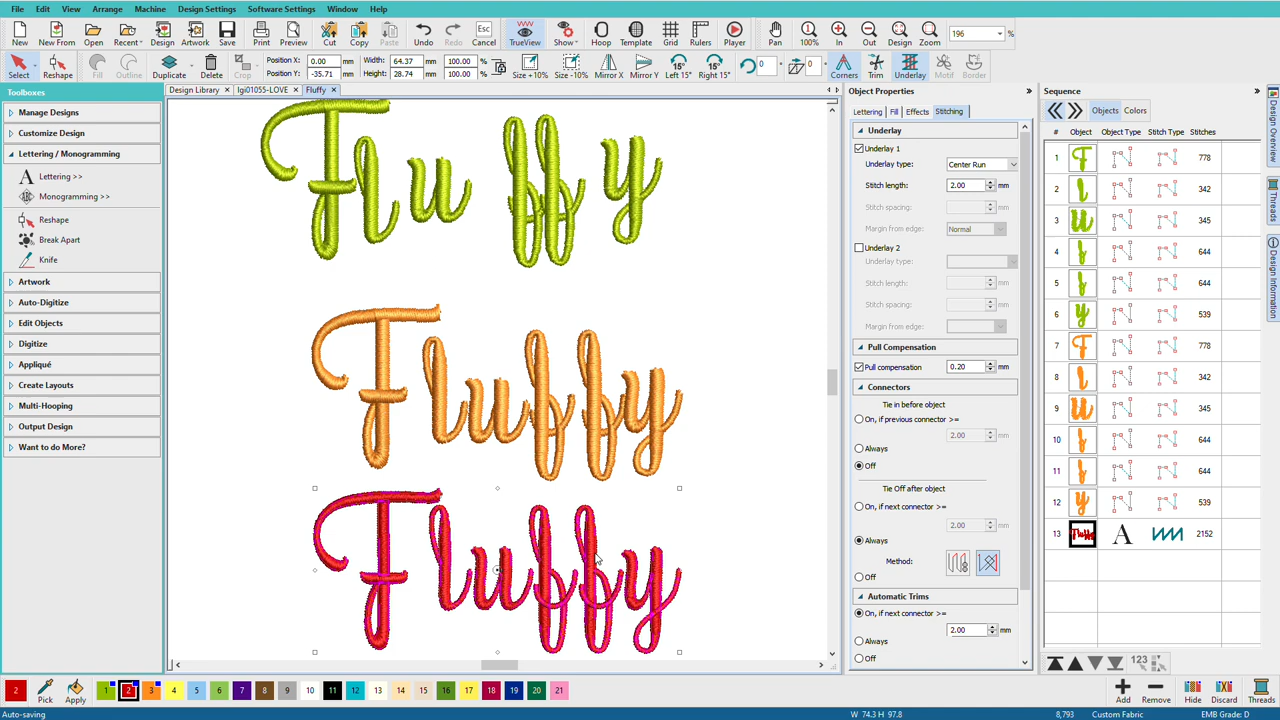 File Edit View Arrange Machine Design Settings Software Settings Window Help
New New From Open Recent Design Artwork Save Print Preview Cut Copy Paste Undo Redo Esc Cancel TrueView Show Hoop Template Grid Rulers Player Pan 100% In Out Design Zoom 196 %
Select Reshape Fill Outline Duplicate Delete Crop Position X: 0.00 mm Width: 64.37 mm 100.00 %
Position Y: -35.71 mm Height: 28.74 mm 100.00 %
Size +10% Size -10% Mirror X Mirror Y 15° Left 15° 15° Right 15° 0 0 Corners Trim Underlay Motif Border
Toolboxes
Manage Designs
Customize Design
Lettering / Monogramming
Lettering >>
Monogramming >>
Reshape
Break Apart
Knife
Artwork
Auto-Digitize
Edit Objects
Digitize
Appliqué
Create Layouts
Multi-Hooping
Output Design
Want to do More?
Design Library lgi01055-LOVE Fluffy
Flu ffy
Fluffy
Fluffy
Object Properties
Lettering Fill Effects Stitching
Underlay
Underlay 1
Underlay type: Center Run
Stitch length: 2.00 mm
Stitch spacing: mm
Margin from edge: Normal
Underlay 2
Underlay type:
Stitch length: mm
Stitch spacing: mm
Margin from edge:
Pull Compensation
Pull compensation 0.20 mm
Connectors
Tie in before object
On, if previous connector >=
2.00 mm
Always
Off
Tie Off after object
On, if next connector >=
2.00 mm
Always
Method:
Off
Automatic Trims
On, if next connector >=
2.00 mm
Always
Off
Sequence
Objects Colors
# Object Object Type Stitch Type Stitches
1 F 778
2 l 342
3 u 345
4 f 644
5 f 644
6 y 539
7 F 778
8 l 342
9 u 345
10 f 644
11 f 644
12 y 539
13 Fluffy A 2152
123
Design Overview
Threads
Design Information
2 Pick Apply 1 2 3 4 5 6 7 8 9 10 11 12 13 14 15 16 17 18 19 20 21 Add Remove Hide Discard Threads
Auto-saving W 74.3 H 97.8 8,793 Custom Fabric EMB Grade: D